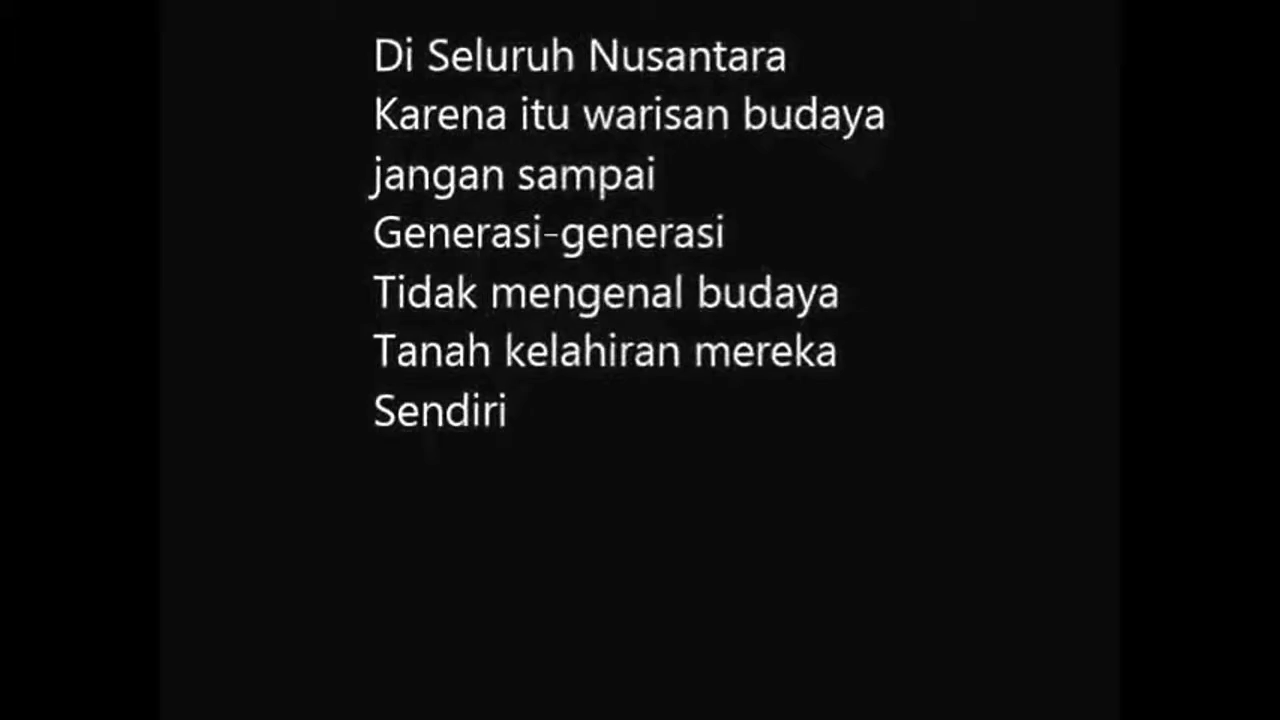 Di Seluruh Nusantara
Karena itu warisan budaya
jangan sampai
Generasi-generasi
Tidak mengenal budaya
Tanah kelahiran mereka
Sendiri